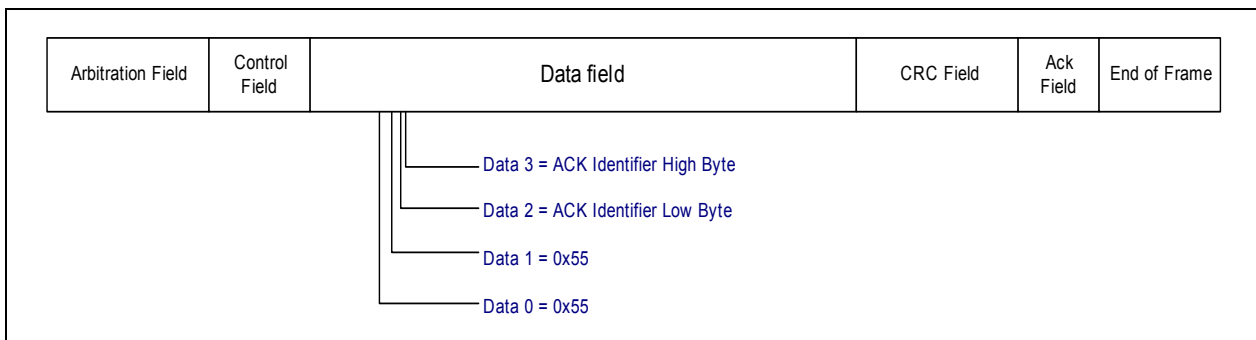 Arbitration Field
Control
Field
Data field
CRC Field
Ack
Field
End of Frame
Data 3 = ACK Identifier High Byte
Data 2 = ACK Identifier Low Byte
Data 1 = 0x55
Data 0 = 0x55